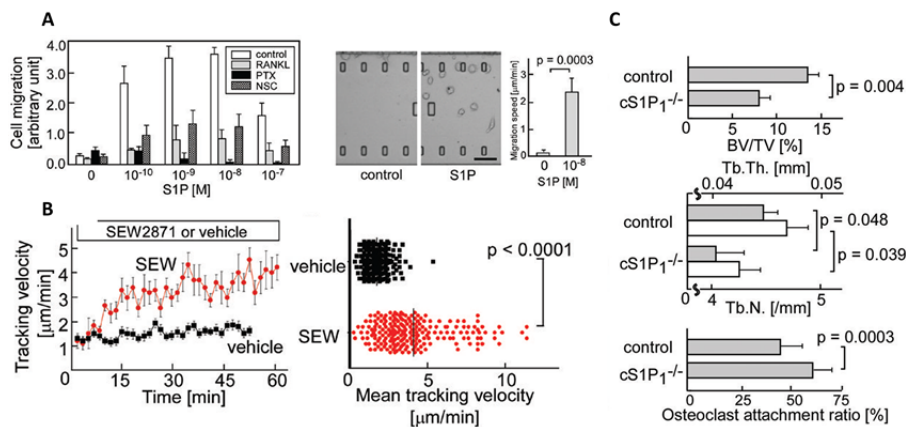 A
Cell migration
[arbitrary unit]
4.0
3.0
2.0
1.0
0.0
control
RANKL
PTX
NSC
0
10-10
10-9
10-8
10-7
S1P [M]
control
S1P
p = 0.0003
Migration speed [μm/min]
3
2
1
0
0
10-8
S1P [M]
B
SEW2871 or vehicle
Tracking velocity
[μm/min]
5
4
3
2
1
0
SEW
vehicle
15
30
45
60
Time [min]
vehicle
SEW
p < 0.0001
0
5
10
Mean tracking velocity
[μm/min]
C
control
cS1P1-/-
p = 0.004
0
5
10
15
BV/TV [%]
Tb.Th. [mm]
0.04
0.05
control
cS1P1-/-
p = 0.048
p = 0.039
0
4
5
Tb.N. [/mm]
control
cS1P1-/-
p = 0.0003
0
25
50
75
Osteoclast attachment ratio [%]